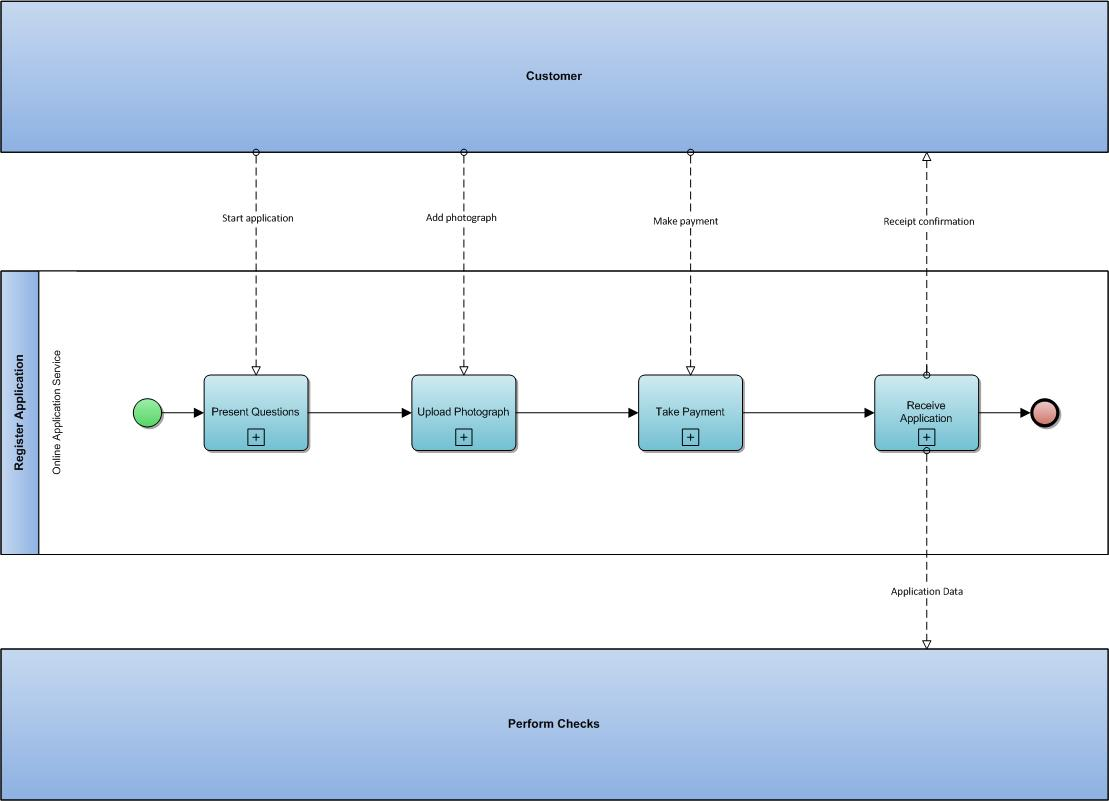 Customer
Start application
Add photograph
Make payment
Receipt confirmation
Register Application
Online Application Service
Present Questions
Upload Photograph
Take Payment
Receive
Application
Application Data
Perform Checks